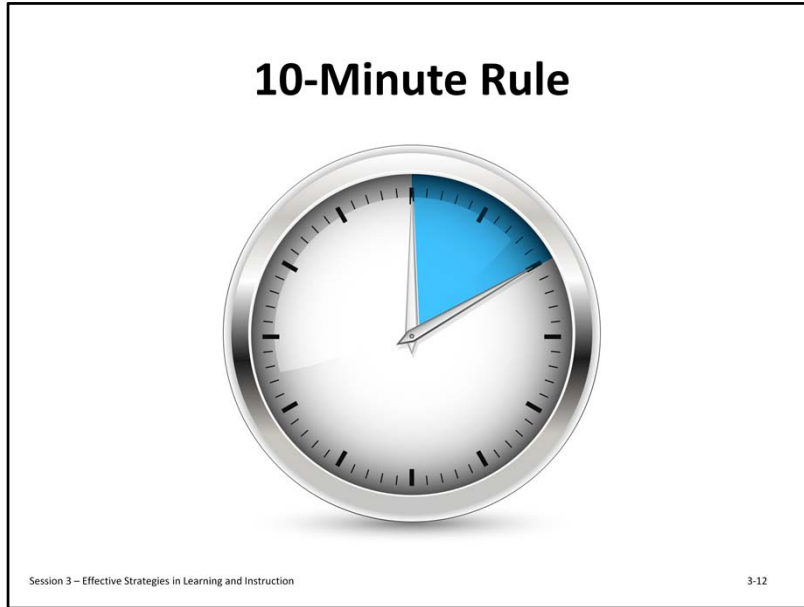 10-Minute Rule
Session 3 – Effective Strategies in Learning and Instruction
3-12